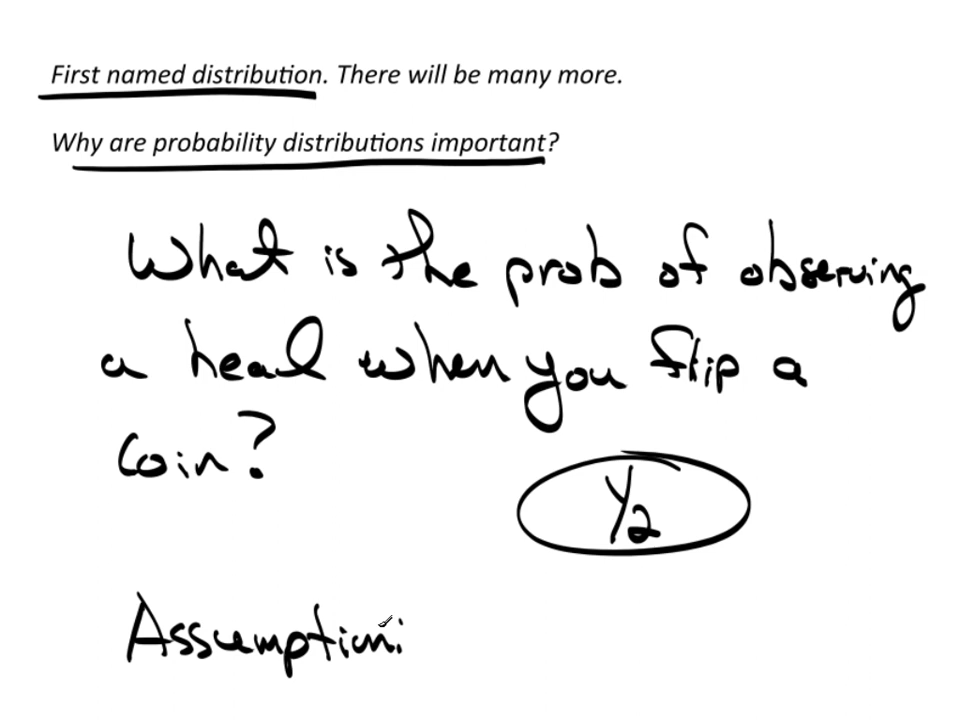 First named distribution. There will be many more.
Why are probability distributions important?
What is the prob of observing
a head when you flip a
coin?
1/2
Assumption: